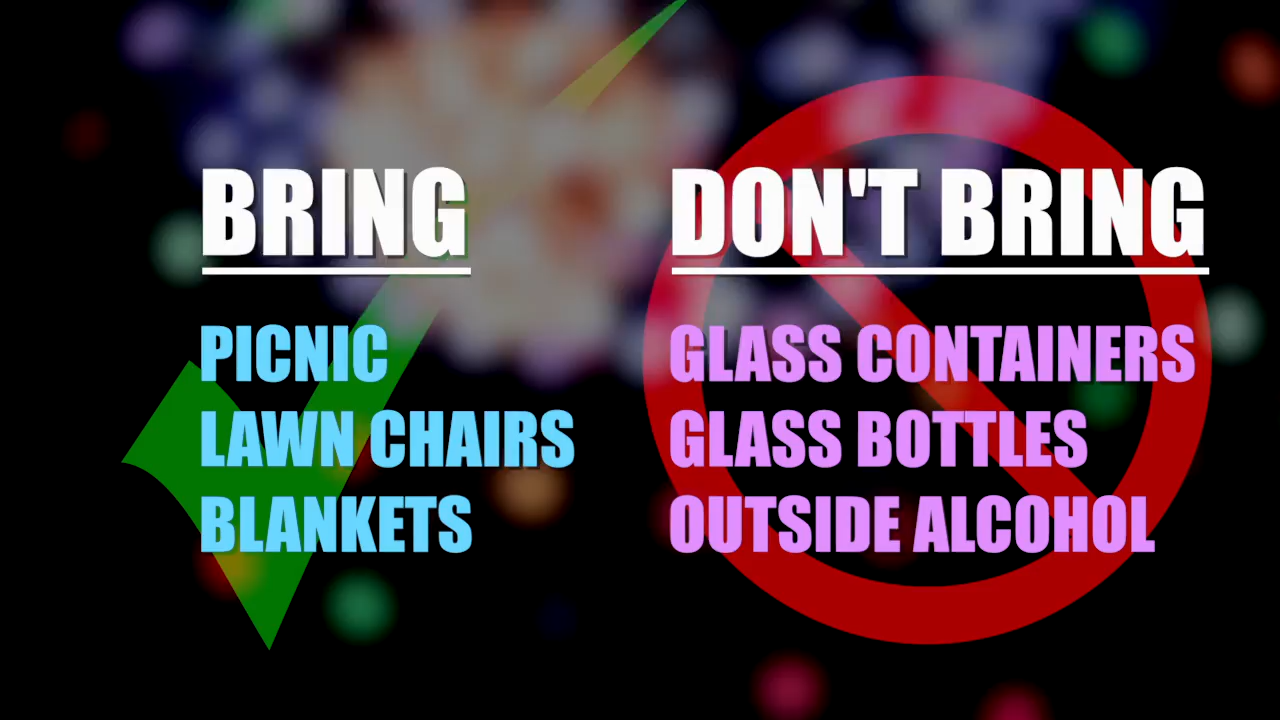 BRING
PICNIC
LAWN CHAIRS
BLANKETS
DON'T BRING
GLASS CONTAINERS
GLASS BOTTLES
OUTSIDE ALCOHOL